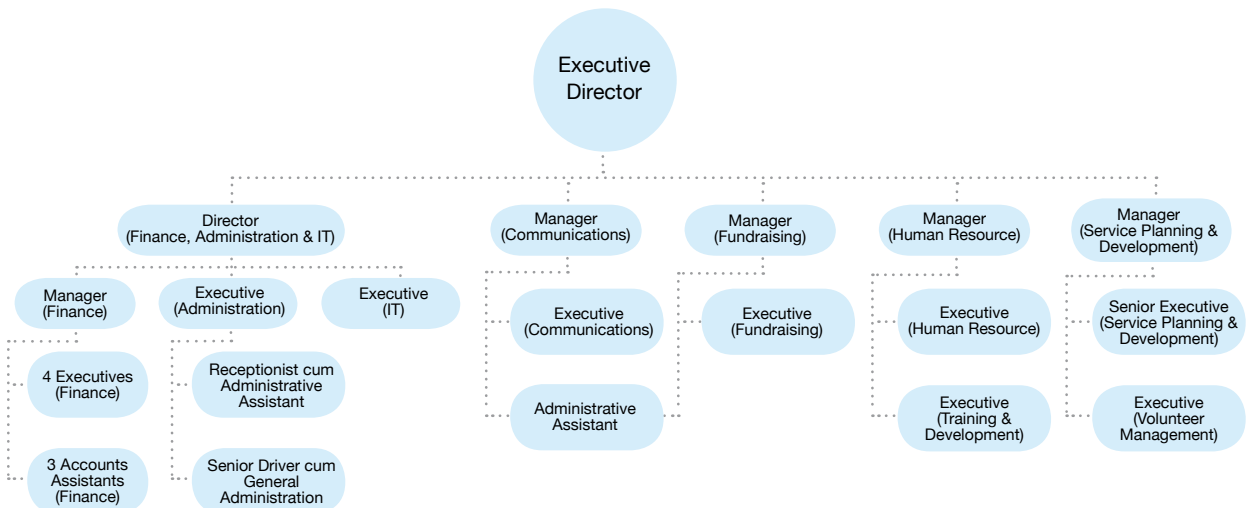 Executive
Director
Director
(Finance, Administration & IT)
Manager
(Communications)
Manager
(Fundraising)
Manager
(Human Resource)
Manager
(Service Planning &
Development)
Manager
(Finance)
Executive
(Administration)
Executive
(IT)
Executive
(Communications)
Executive
(Fundraising)
Executive
(Human Resource)
Senior Executive
(Service Planning &
Development)
4 Executives
(Finance)
Receptionist cum
Administrative
Assistant
Administrative
Assistant
Executive
(Training &
Development)
Executive
(Volunteer
Management)
3 Accounts
Assistants
(Finance)
Senior Driver cum
General
Administration